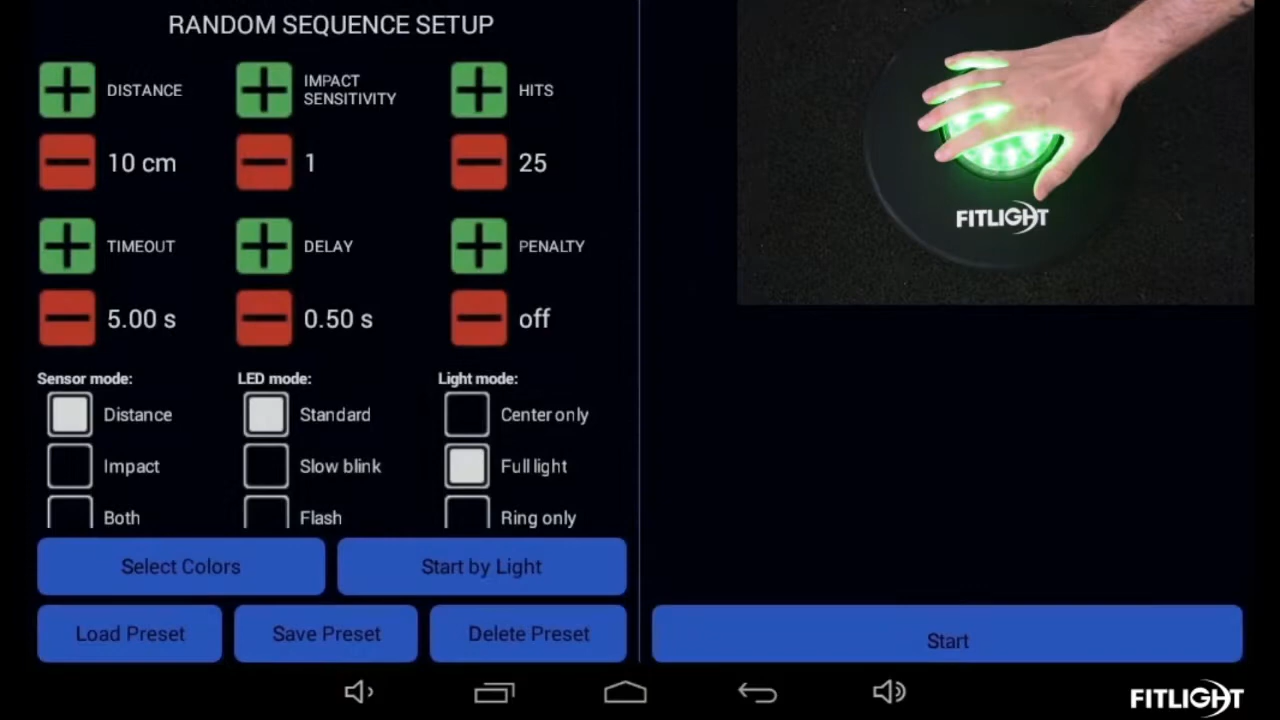 RANDOM SEQUENCE SETUP
DISTANCE
IMPACT
SENSITIVITY
HITS
10 cm
1
25
TIMEOUT
DELAY
PENALTY
5.00 s
0.50 s
off
Sensor mode:
LED mode:
Light mode:
Distance
Standard
Center only
Impact
Slow blink
Full light
Both
Flash
Ring only
Select Colors
Start by Light
Load Preset
Save Preset
Delete Preset
FITLIGHT
Start
FITLIGHT